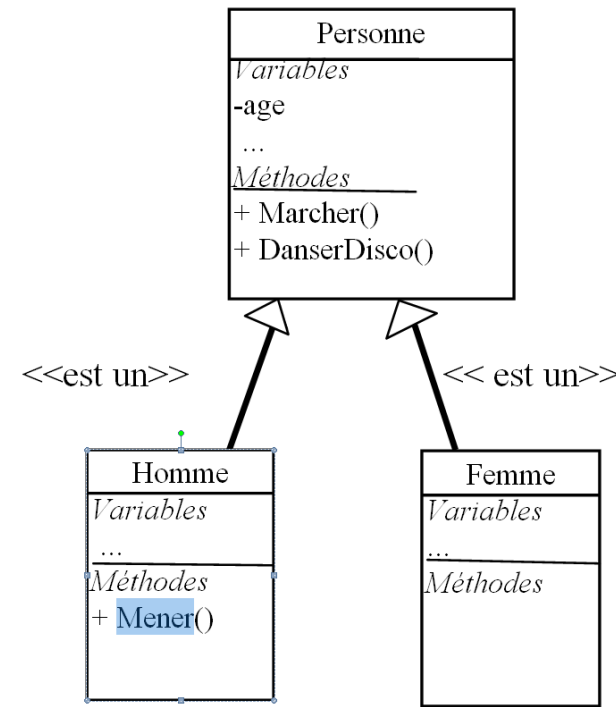 Personne
Variables
-age
...
Méthodes
+ Marcher()
+ DanserDisco()
<<est un>>
<< est un>>
Homme
Variables
...
Méthodes
+ Mener()
Femme
Variables
...
Méthodes